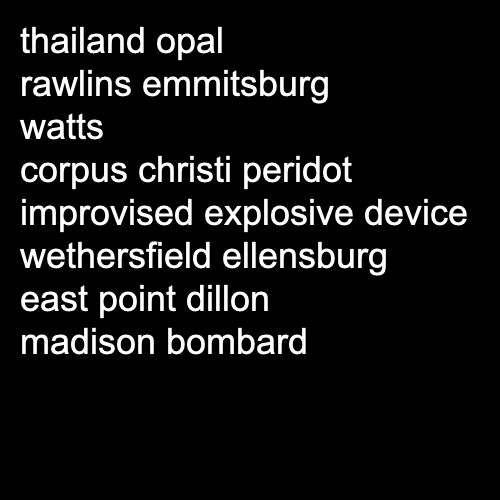 thailand opal
rawlins emmitsburg
watts
corpus christi peridot
improvised explosive device
wethersfield ellensburg
east point dillon
madison bombard